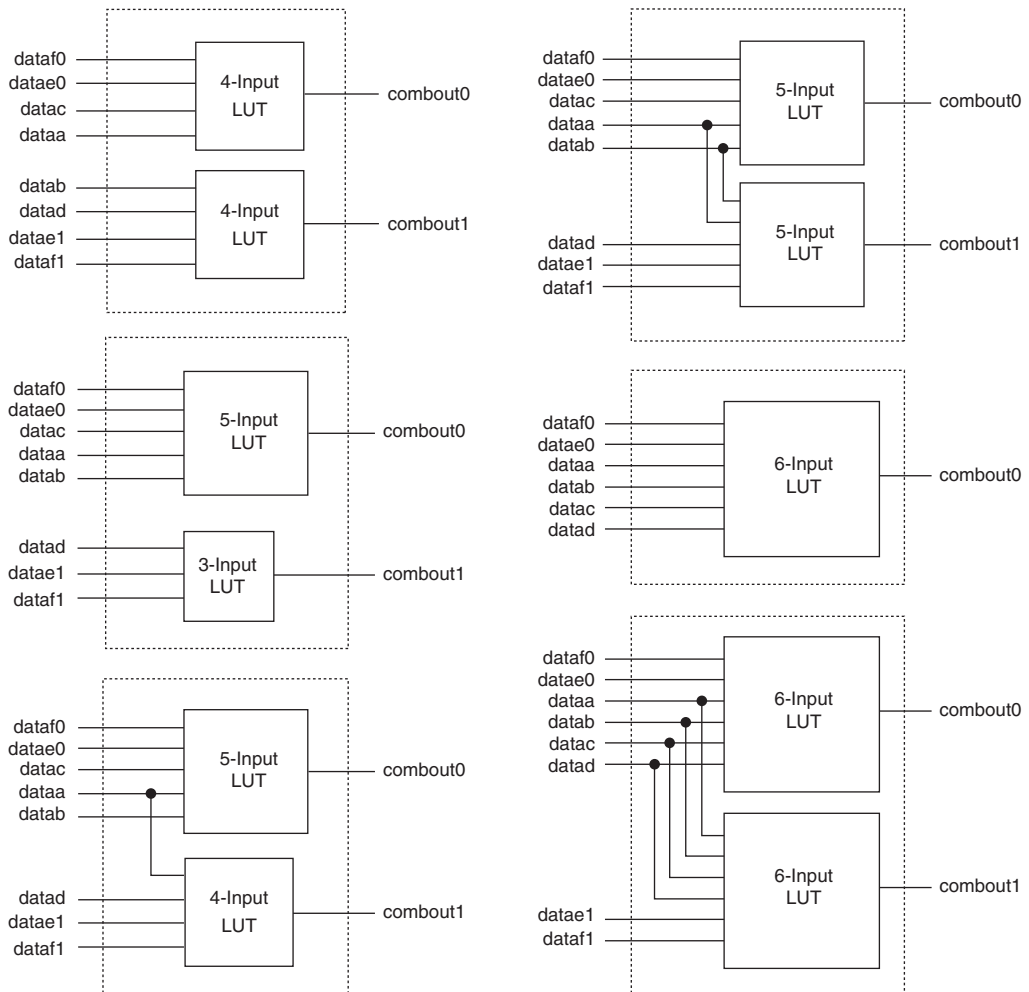 dataf0
datae0
datac
dataa
4-Input
LUT
combout0
datab
datad
datae1
dataf1
4-Input
LUT
combout1
dataf0
datae0
datac
dataa
datab
5-Input
LUT
combout0
datad
datae1
dataf1
3-Input
LUT
combout1
dataf0
datae0
datac
dataa
datab
5-Input
LUT
combout0
datad
datae1
dataf1
4-Input
LUT
combout1
dataf0
datae0
datac
dataa
datab
5-Input
LUT
combout0
datad
datae1
dataf1
5-Input
LUT
combout1
dataf0
datae0
dataa
datab
datac
datad
6-Input
LUT
combout0
dataf0
datae0
dataa
datab
datac
datad
6-Input
LUT
combout0
datae1
dataf1
6-Input
LUT
combout1